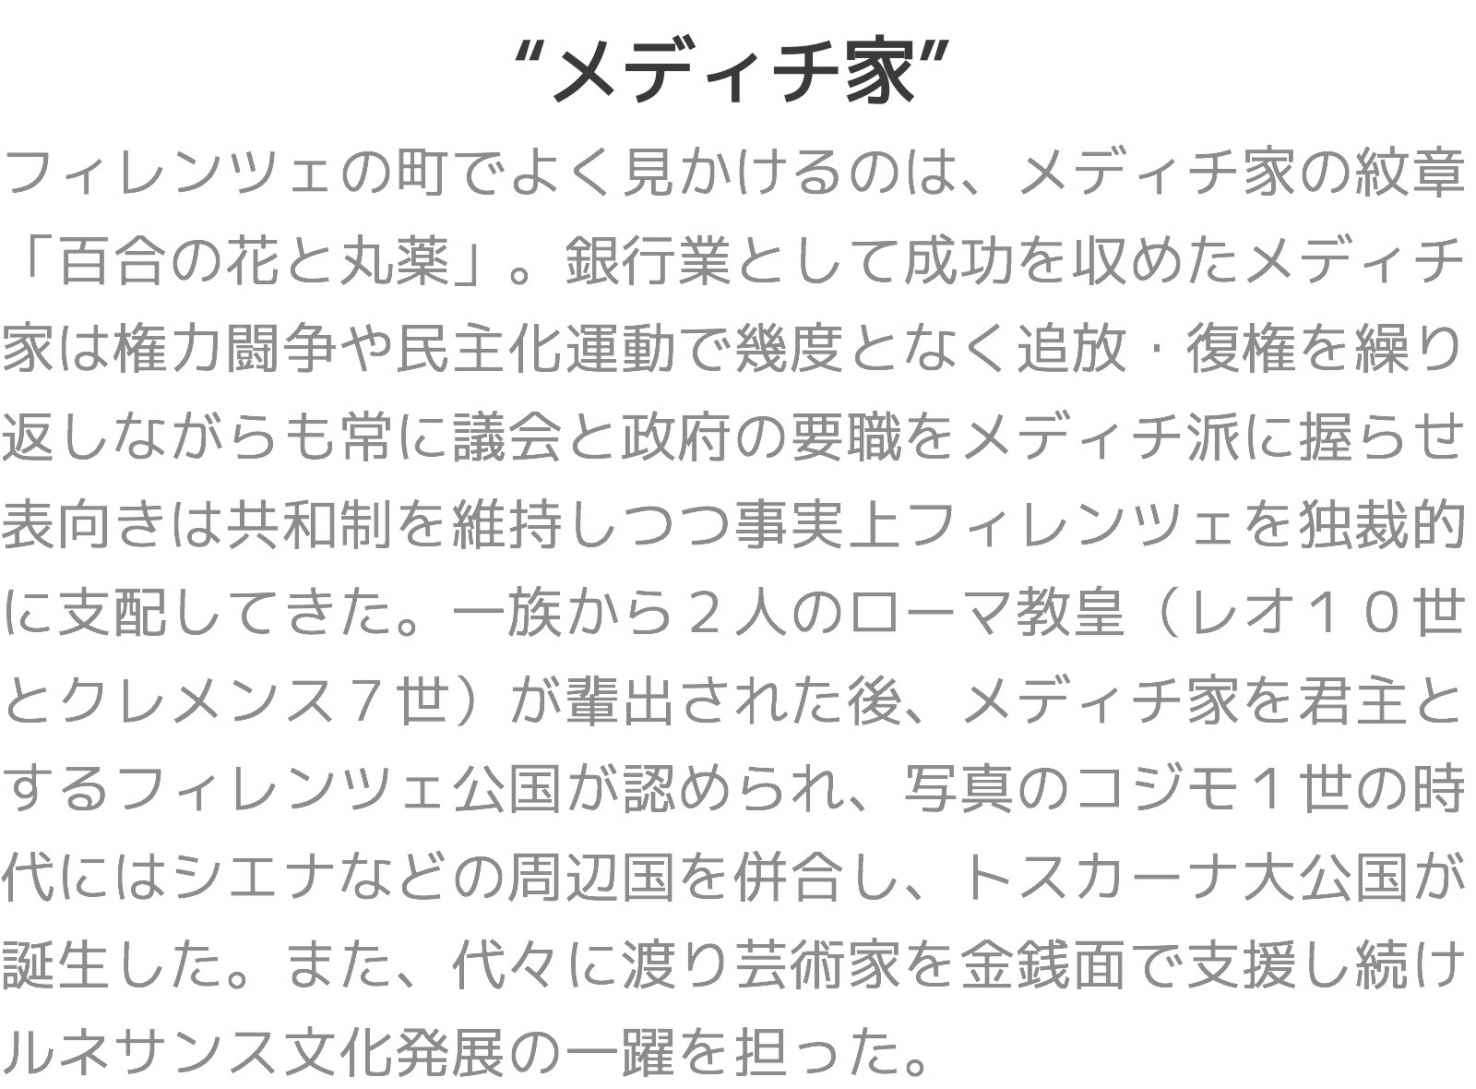 “メディチ家”
フィレンツェの町でよく見かけるのは、メディチ家の紋章
「百合の花と丸薬」。銀行業として成功を収めたメディチ
家は権力闘争や民主化運動で幾度となく追放・復権を繰り
返しながらも常に議会と政府の要職をメディチ派に握らせ
表向きは共和制を維持しつつ事実上フィレンツェを独裁的
に支配してきた。一族から２人のローマ教皇（レオ１０世
とクレメンス７世）が輩出された後、メディチ家を君主と
するフィレンツェ公国が認められ、写真のコジモ１世の時
代にはシエナなどの周辺国を併合し、トスカーナ大公国が
誕生した。また、代々に渡り芸術家を金銭面で支援し続け
ルネサンス文化発展の一躍を担った。